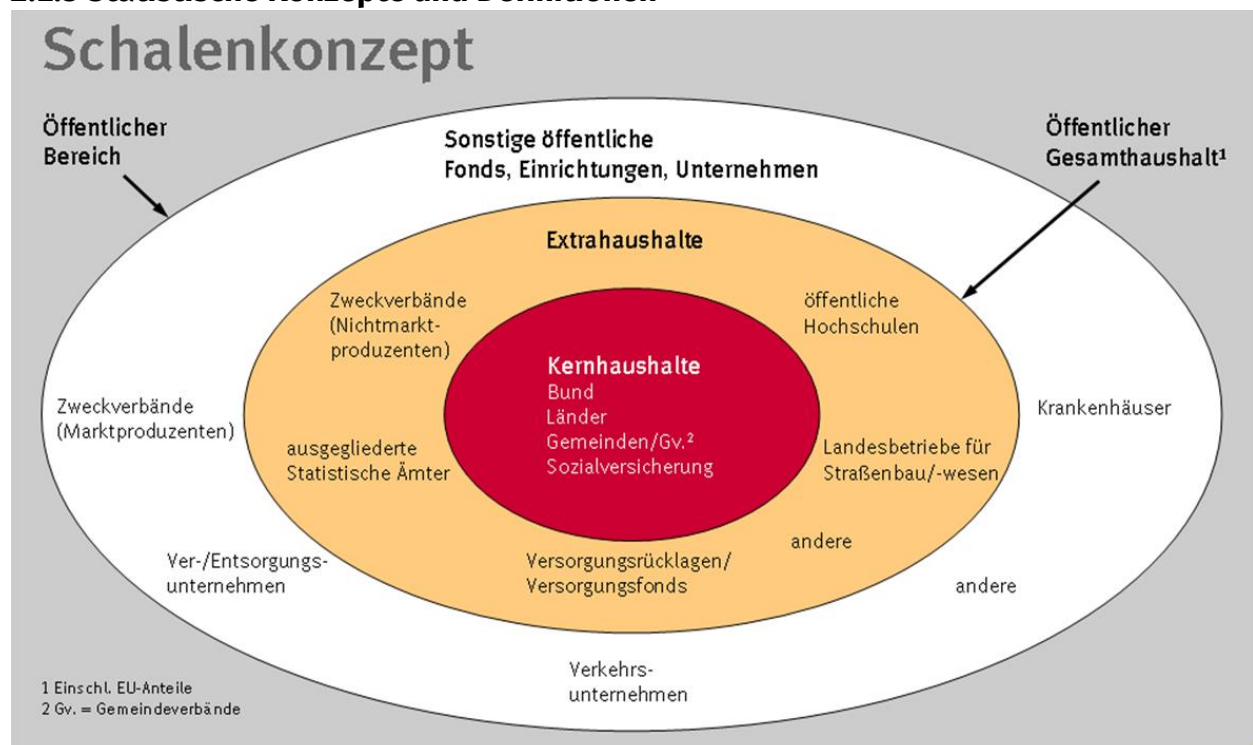 Schalenkonzept
Öffentlicher
Bereich
Sonstige öffentliche
Fonds, Einrichtungen, Unternehmen
Öffentlicher
Gesamthaushalt¹
Extrahaushalte
Zweckverbände
(Nichtmarkt-
produzenten)
öffentliche
Hochschulen
Kernhaushalte
Bund
Länder
Gemeinden/Gv.²
Sozialversicherung
Zweckverbände
(Marktproduzenten)
Krankenhäuser
ausgegliederte
Statistische Ämter
Landesbetriebe für
Straßenbau/-wesen
andere
Ver-/Entsorgungs-
unternehmen
Versorgungsrücklagen/
Versorgungsfonds
andere
Verkehrs-
unternehmen
1 Einschl. EU-Anteile
2 Gv. = Gemeindeverbände